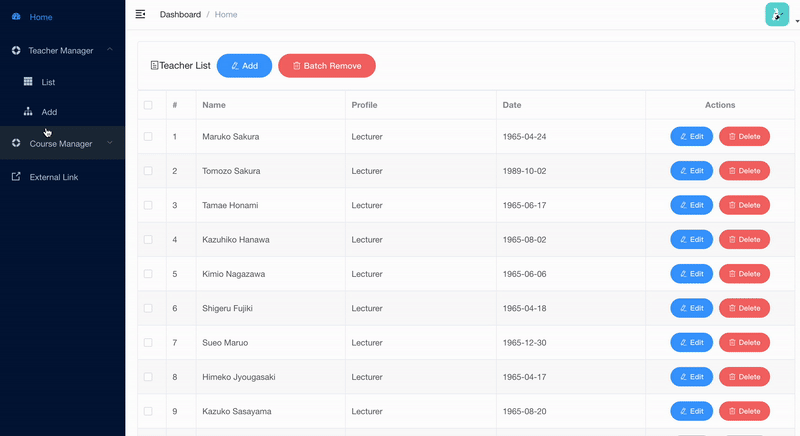 Home
Teacher Manager
List
Add
Course Manager
External Link
Dashboard / Home
Teacher List Add Batch Remove
# Name Profile Date Actions
1 Maruko Sakura Lecturer 1965-04-24 Edit Delete
2 Tomozo Sakura Lecturer 1989-10-02 Edit Delete
3 Tamae Honami Lecturer 1965-06-17 Edit Delete
4 Kazuhiko Hanawa Lecturer 1965-08-02 Edit Delete
5 Kimio Nagazawa Lecturer 1965-06-06 Edit Delete
6 Shigeru Fujiki Lecturer 1965-04-18 Edit Delete
7 Sueo Maruo Lecturer 1965-12-30 Edit Delete
8 Himeko Jyougasaki Lecturer 1965-04-17 Edit Delete
9 Kazuko Sasayama Lecturer 1965-08-20 Edit Delete